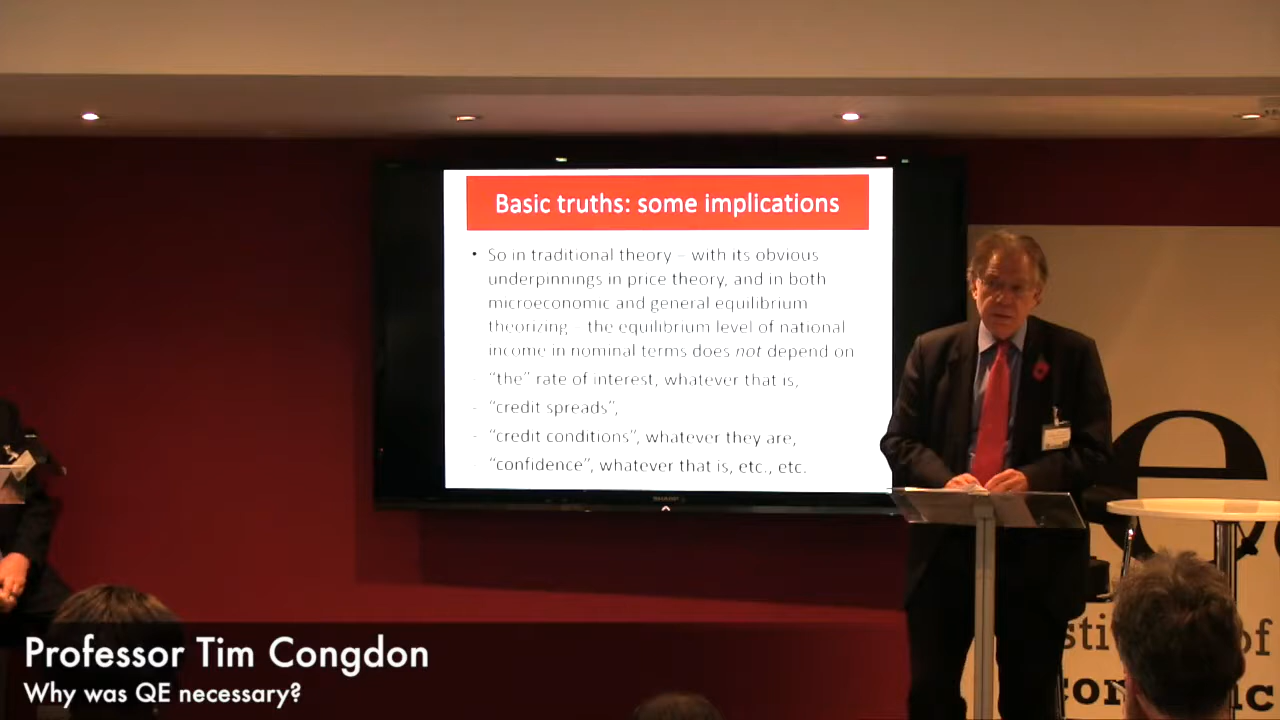 Basic truths: some implications
• So in traditional theory – with its obvious
underpinnings in price theory, and in both
microeconomic and general equilibrium
theorizing – the equilibrium level of national
income in nominal terms does not depend on
- “the” rate of interest, whatever that is,
- “credit spreads”,
- “credit conditions”, whatever they are,
- “confidence”, whatever that is, etc., etc.
SHARP
e
sti of
Professor Tim Congdon
Why was QE necessary?